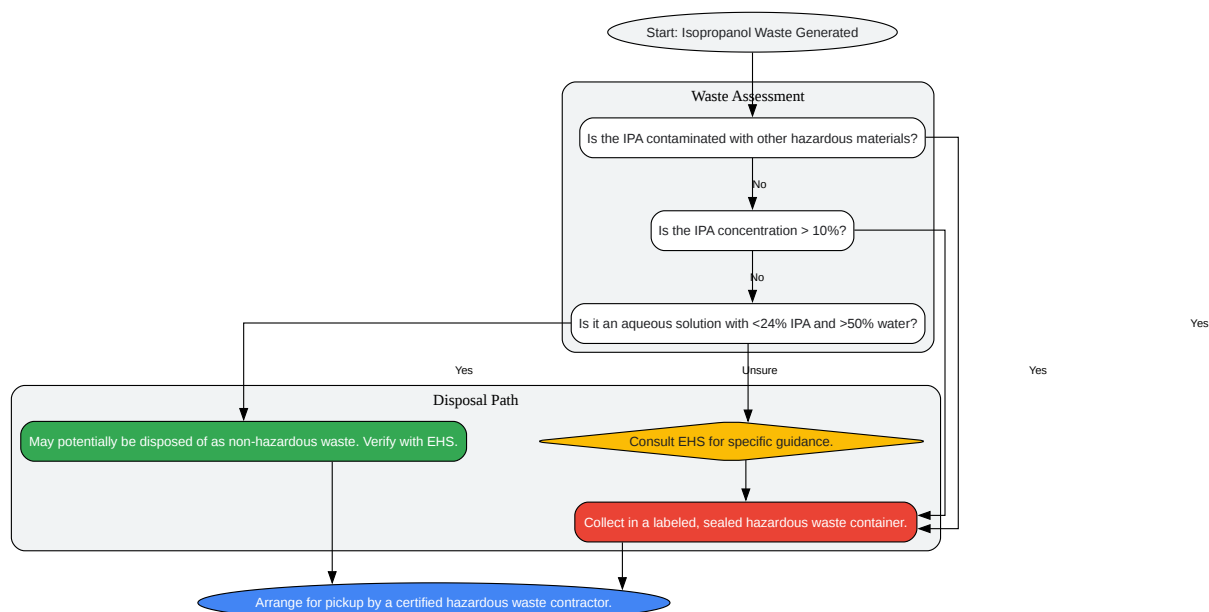 Start: Isopropanol Waste Generated
Waste Assessment
Is the IPA contaminated with other hazardous materials?
No
Is the IPA concentration > 10%?
No
Is it an aqueous solution with <24% IPA and >50% water?
Yes
Yes
Unsure
Yes
Disposal Path
May potentially be disposed of as non-hazardous waste. Verify with EHS.
Consult EHS for specific guidance.
Collect in a labeled, sealed hazardous waste container.
Arrange for pickup by a certified hazardous waste contractor.